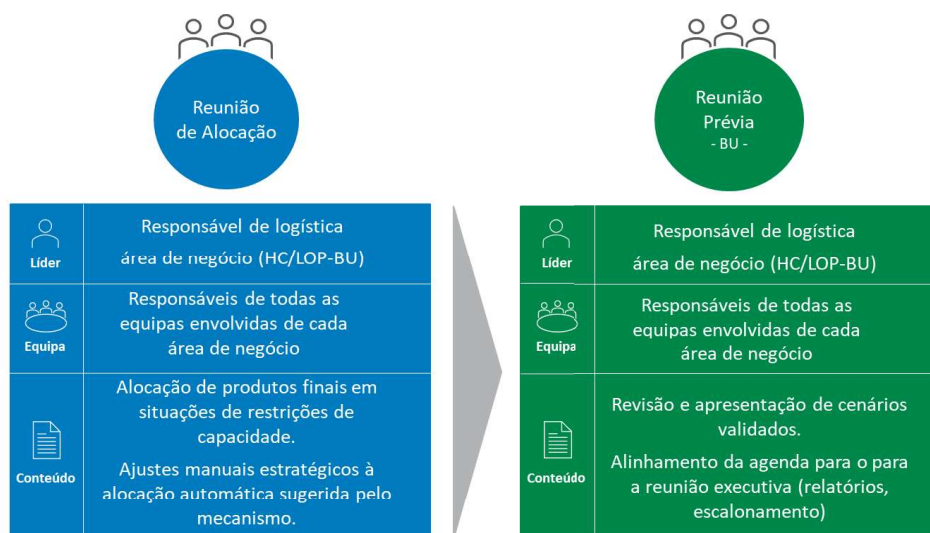 Reunião
de Alocação
Líder
Responsável de logística
área de negócio (HC/LOP-BU)
Equipa
Responsáveis de todas as
equipas envolvidas de cada
área de negócio
Conteúdo
Alocação de produtos finais em
situações de restrições de
capacidade.
Ajustes manuais estratégicos à
alocação automática sugerida pelo
mecanismo.
Reunião
Prévia
- BU -
Líder
Responsável de logística
área de negócio (HC/LOP-BU)
Equipa
Responsáveis de todas as
equipas envolvidas de cada
área de negócio
Conteúdo
Revisão e apresentação de cenários
validados.
Alinhamento da agenda para o para
a reunião executiva (relatórios,
escalonamento)